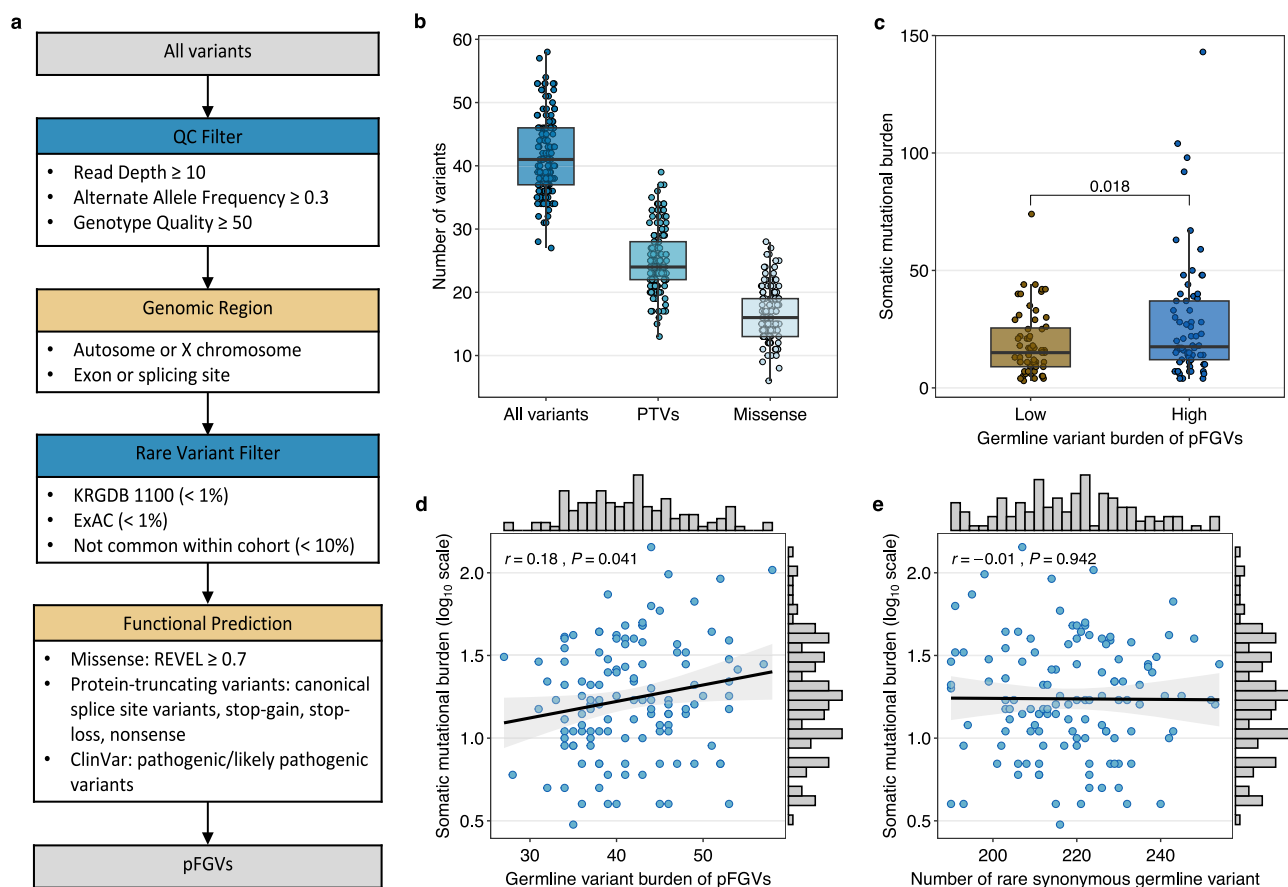 a
All variants
QC Filter
• Read Depth ≥ 10
• Alternate Allele Frequency ≥ 0.3
• Genotype Quality ≥ 50
Genomic Region
• Autosome or X chromosome
• Exon or splicing site
Rare Variant Filter
• KRGDB 1100 (< 1%)
• ExAC (< 1%)
• Not common within cohort (< 10%)
Functional Prediction
• Missense: REVEL ≥ 0.7
• Protein-truncating variants: canonical
splice site variants, stop-gain, stop-
loss, nonsense
• ClinVar: pathogenic/likely pathogenic
variants
pFGVs
b
Number of variants
60
50
40
30
20
10
All variants
PTVs
Missense
c
Somatic mutational burden
150
100
50
0
0.018
Low
High
Germline variant burden of pFGVs
d
Somatic mutational burden (log10 scale)
r = 0.18 , P = 0.041
2.0
1.5
1.0
0.5
30
40
50
Germline variant burden of pFGVs
e
Somatic mutational burden (log10 scale)
r = −0.01 , P = 0.942
2.0
1.5
1.0
0.5
200
220
240
Number of rare synonymous germline variant